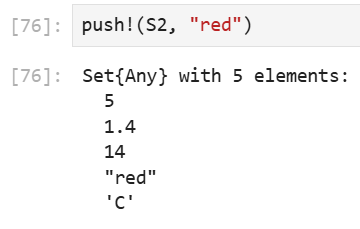 [76]: push!(S2, "red")
[76]: Set{Any} with 5 elements:
5
1.4
14
"red"
'C'